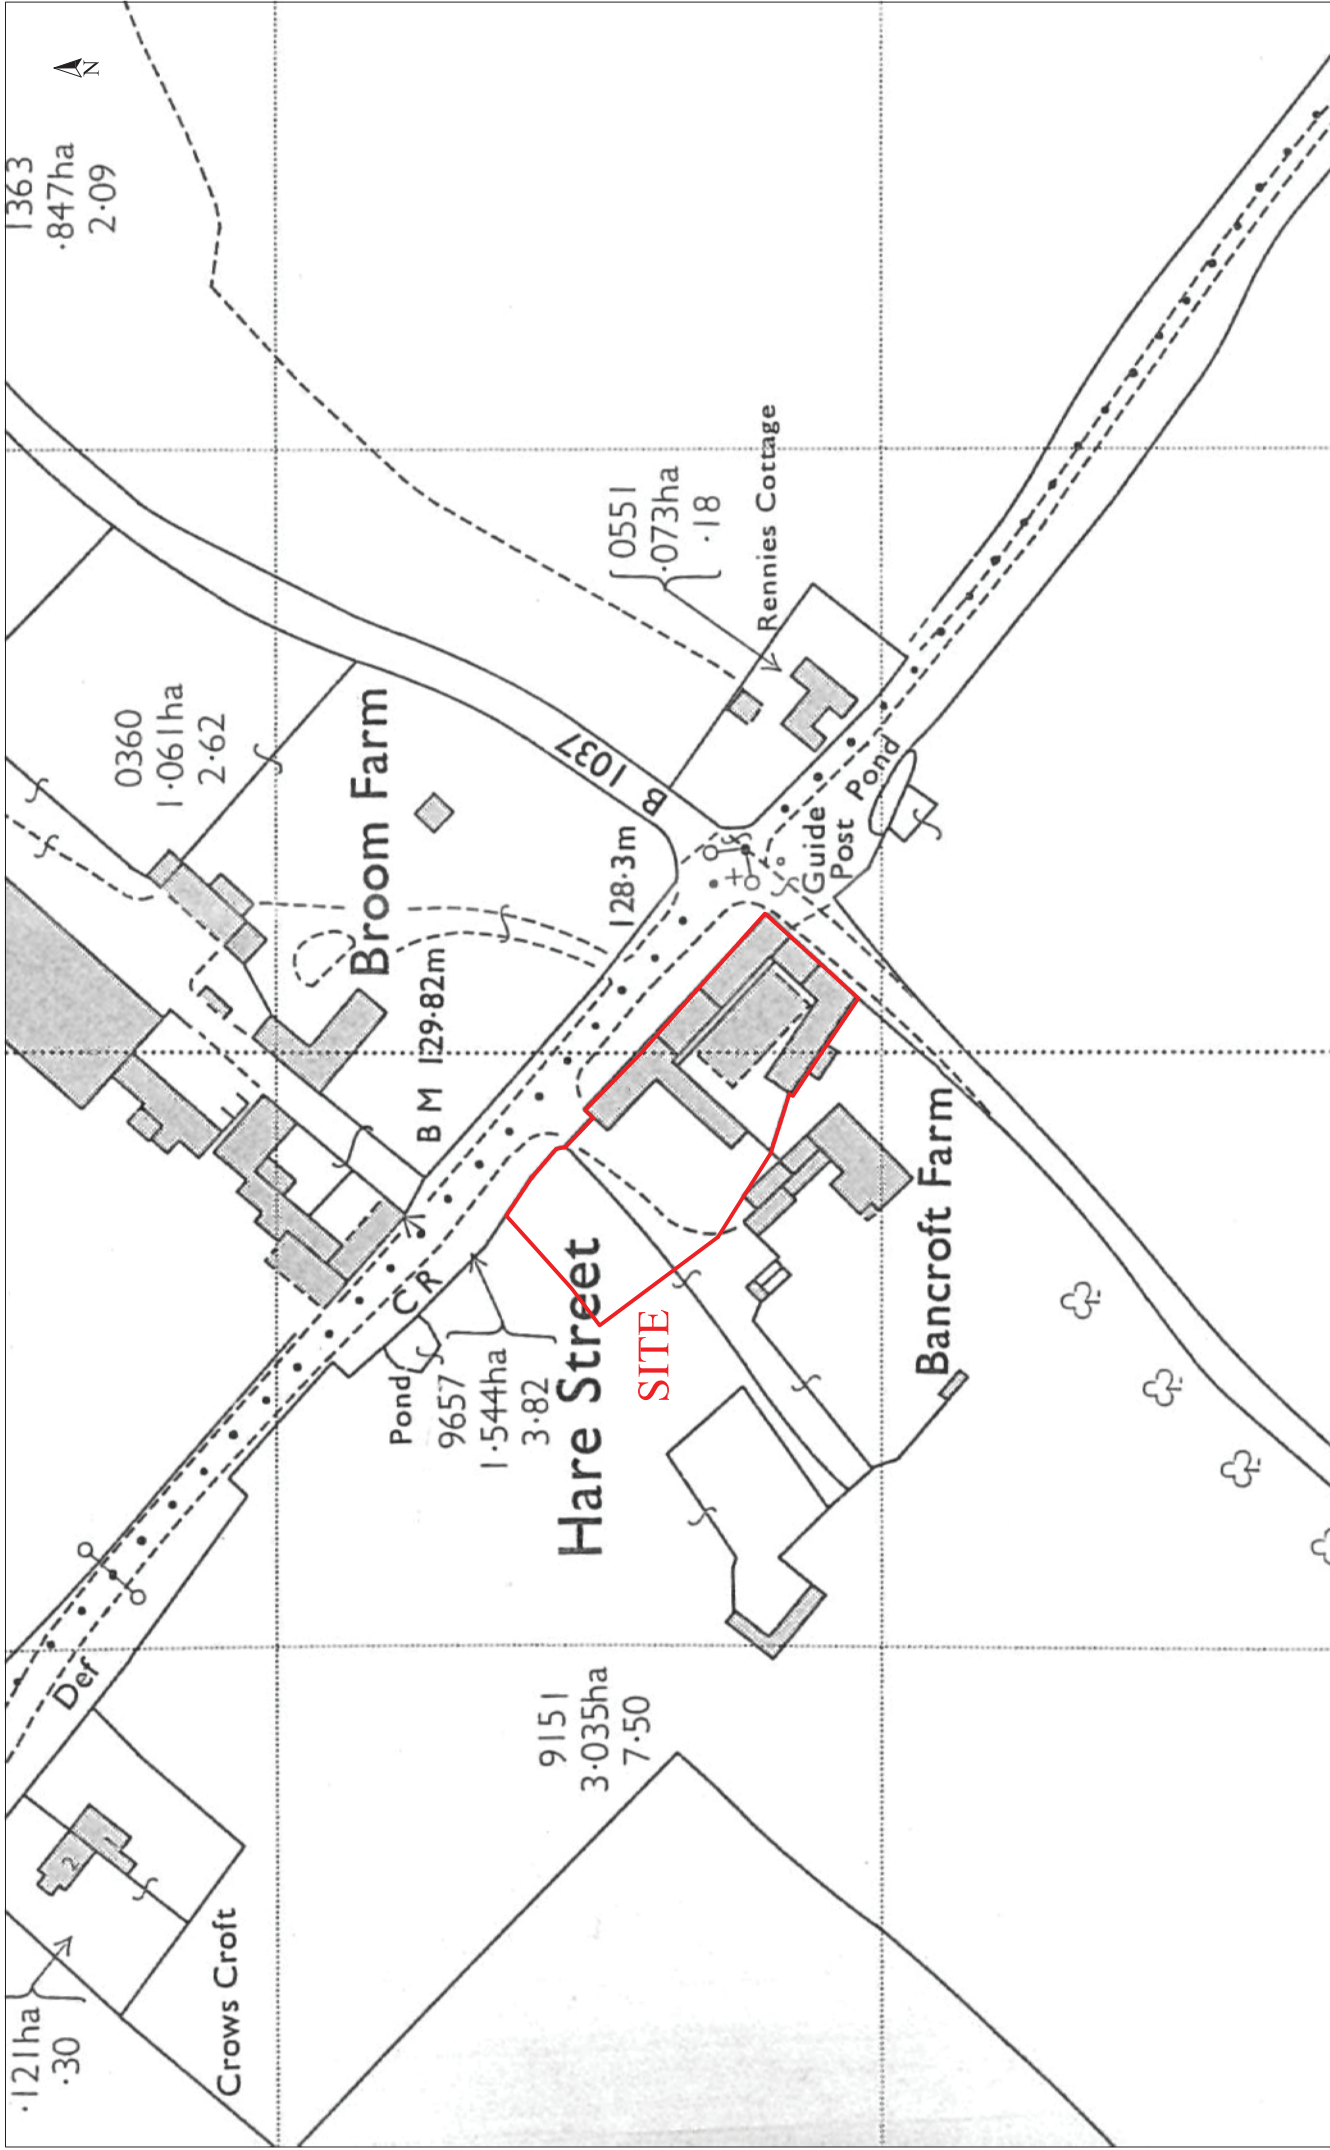 ·121ha
·30
2
Crows Croft
Def
9151
3·035ha
7·50
Pond
9657
1·544ha
3·82
C R
Hare Street
SITE
Bancroft Farm
B M 129·82m
128·3m
Broom Farm
0360
1·061ha
2·62
B 1037
Guide
Post
Pond
0551
·073ha
·18
Rennies Cottage
1363
·847ha
2·09
N